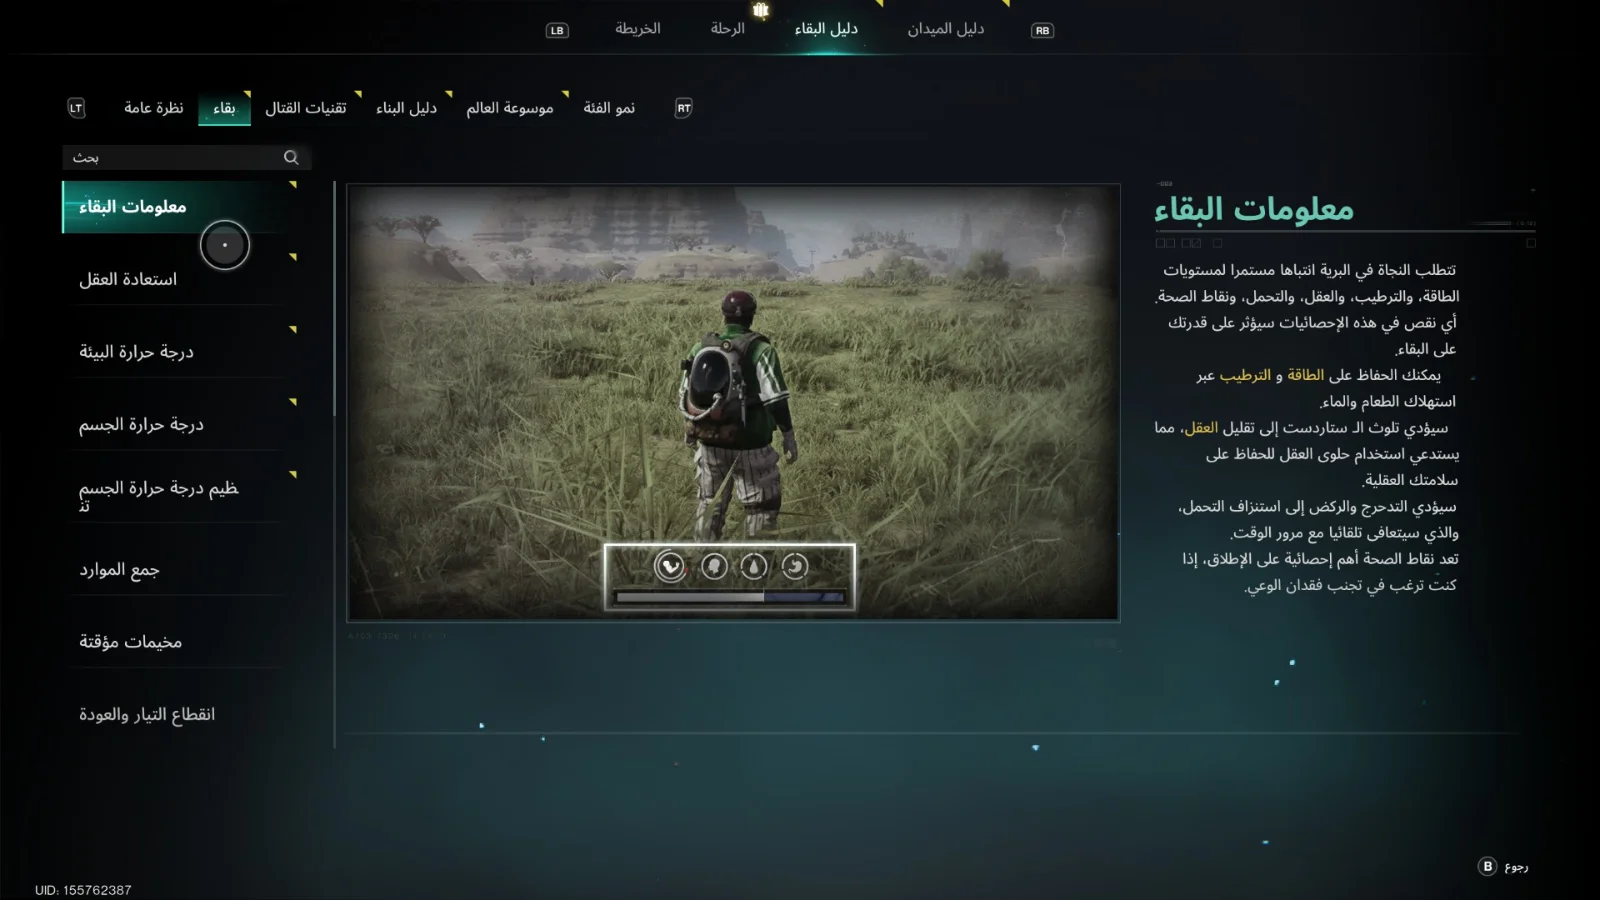 LB
الخريطة
الرحلة
دليل البقاء
دليل الميدان
RB
LT
نظرة عامة
بقاء
تقنيات القتال
دليل البناء
موسوعة العالم
نمو الفئة
RT
بحث
معلومات البقاء
استعادة العقل
درجة حرارة البيئة
درجة حرارة الجسم
ظيم درجة حرارة الجسم
تن
جمع الموارد
مخيمات مؤقتة
انقطاع التيار والعودة
معلومات البقاء
تتطلب النجاة في البرية انتباها مستمرا لمستويات
الطاقة، والترطيب، والعقل، والتحمل، ونقاط الصحة.
أي نقص في هذه الإحصائيات سيؤثر على قدرتك
على البقاء.
يمكنك الحفاظ على الطاقة و الترطيب عبر
استهلاك الطعام والماء.
سيؤدي تلوث الـ ستاردست إلى تقليل العقل، مما
يستدعي استخدام حلوى العقل للحفاظ على
سلامتك العقلية.
سيؤدي التدحرج والركض إلى استنزاف التحمل،
والذي سيتعافى تلقائيا مع مرور الوقت.
تعد نقاط الصحة أهم إحصائية على الإطلاق، إذا
كنت ترغب في تجنب فقدان الوعي.
B رجوع
UID: 155762387